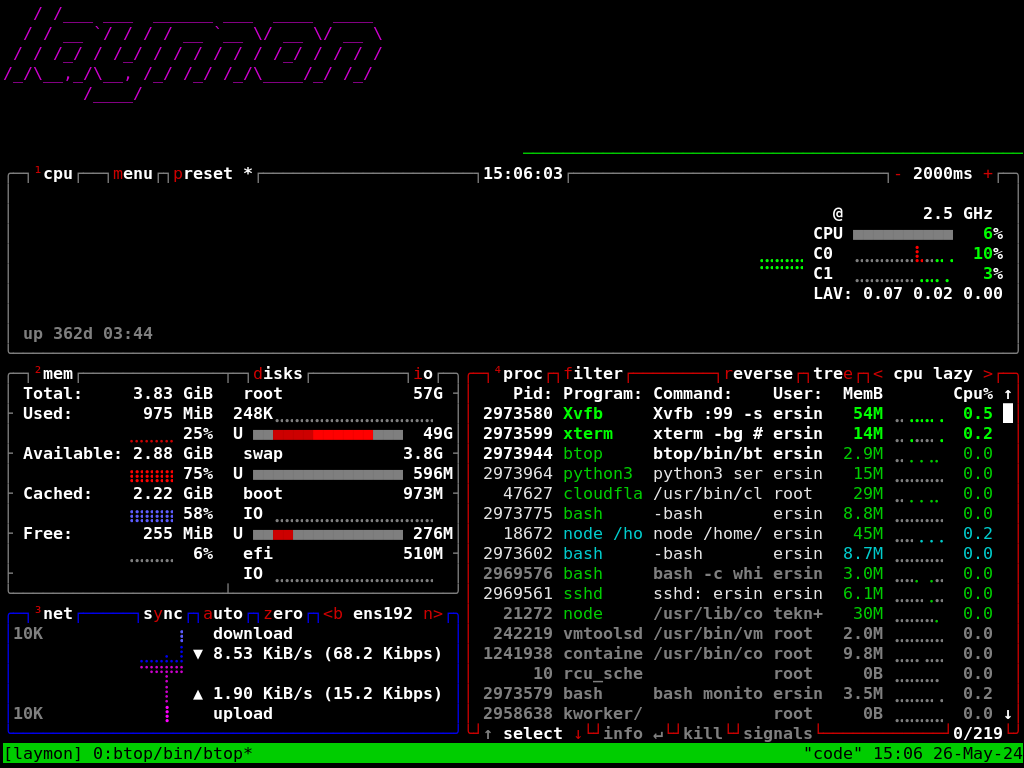 laymon
¹cpu menu preset * 15:06:03 - 2000ms +
@ 2.5 GHz
CPU 6%
C0 10%
C1 3%
LAV: 0.07 0.02 0.00
up 362d 03:44
²mem disks io
Total: 3.83 GiB root 57G
Used: 975 MiB 248K
25% U 49G
Available: 2.88 GiB swap 3.8G
75% U 596M
Cached: 2.22 GiB boot 973M
58% IO
Free: 255 MiB U 276M
6% efi 510M
IO
³net sync auto zero <b ens192 n>
10K download
▼ 8.53 KiB/s (68.2 Kibps)
▲ 1.90 KiB/s (15.2 Kibps)
10K upload
⁴proc filter reverse tree < cpu lazy >
Pid: Program: Command: User: MemB Cpu% ↑
2973580 Xvfb Xvfb :99 -s ersin 54M 0.5
2973599 xterm xterm -bg # ersin 14M 0.2
2973944 btop btop/bin/bt ersin 2.9M 0.0
2973964 python3 python3 ser ersin 15M 0.0
47627 cloudfla /usr/bin/cl root 29M 0.0
2973775 bash -bash ersin 8.8M 0.0
18672 node /ho node /home/ ersin 45M 0.2
2973602 bash -bash ersin 8.7M 0.0
2969576 bash bash -c whi ersin 3.0M 0.0
2969561 sshd sshd: ersin ersin 6.1M 0.0
21272 node /usr/lib/co tekn+ 30M 0.0
242219 vmtoolsd /usr/bin/vm root 2.0M 0.0
1241938 containe /usr/bin/co root 9.8M 0.0
10 rcu_sche root 0B 0.0
2973579 bash bash monito ersin 3.5M 0.2
2958638 kworker/ root 0B 0.0 ↓
↑ select ↓ info ↵ kill signals 0/219
[laymon] 0:btop/bin/btop* "code" 15:06 26-May-24